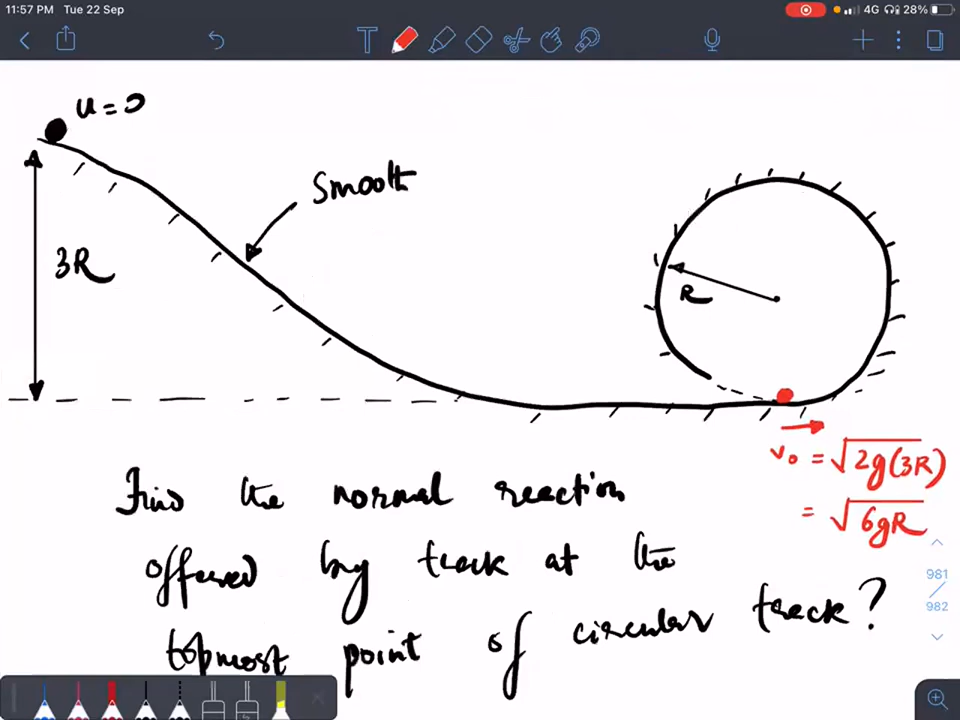 11:57 PM Tue 22 Sep
4G 28%
T
u = 0
Smooth
3R
R
v₀ = √2g(3R)
= √6gR
Find the normal reaction
offered by track at the
topmost point of circular track?
981
982